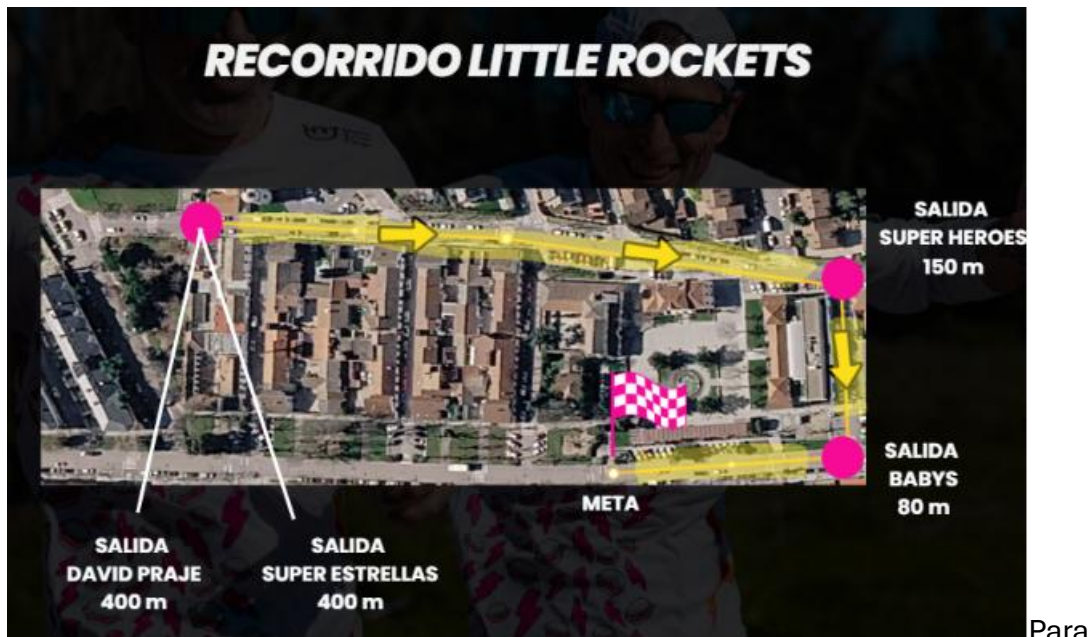 RECORRIDO LITTLE ROCKETS
SALIDA
SUPER HEROES
150 m
SALIDA
BABYS
80 m
META
SALIDA
DAVID PRAJE
400 m
SALIDA
SUPER ESTRELLAS
400 m
Para